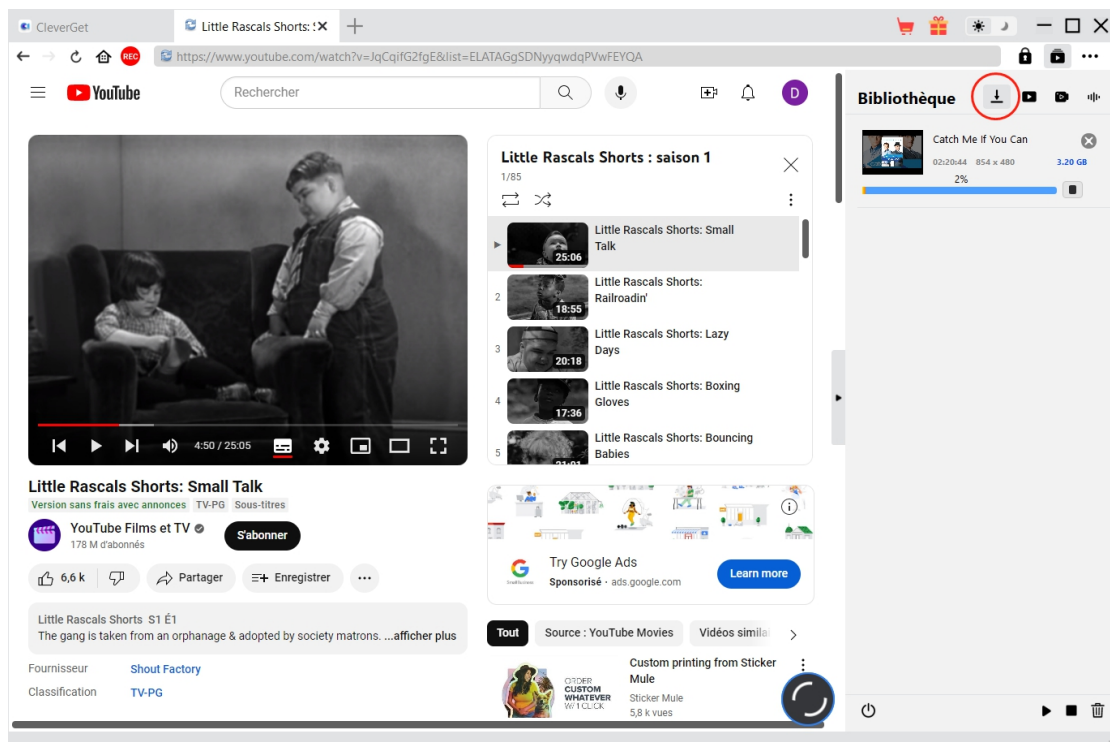 CleverGet
Little Rascals Shorts: S
REC
https://www.youtube.com/watch?v=JqCqifG2fgE&list=ELATAGgSDNyyqwdqPVwFEYQA
YouTube
Rechercher
D
Bibliothèque
Catch Me If You Can
02:20:44 854 x 480 3.20 GB
2%
Little Rascals Shorts : saison 1
1/85
Little Rascals Shorts: Small
Talk
25:06
2
Little Rascals Shorts:
Railroadin'
18:55
3
Little Rascals Shorts: Lazy
Days
20:18
4
Little Rascals Shorts: Boxing
Gloves
17:36
5
Little Rascals Shorts: Bouncing
Babies
4:50 / 25:05
Little Rascals Shorts: Small Talk
Version sans frais avec annonces TV-PG Sous-titres
YouTube Films et TV
178 M d'abonnés
S'abonner
6,6 k
Partager
Enregistrer
Little Rascals Shorts S1 É1
The gang is taken from an orphanage & adopted by society matrons. ...afficher plus
Fournisseur Shout Factory
Classification TV-PG
Try Google Ads
Sponsorisé · ads.google.com
Learn more
Tout
Source : YouTube Movies
Vidéos simila
ORDER
CUSTOM
WHATEVER
W/ 1 CLICK
Custom printing from Sticker
Mule
Sticker Mule
5,8 k vues